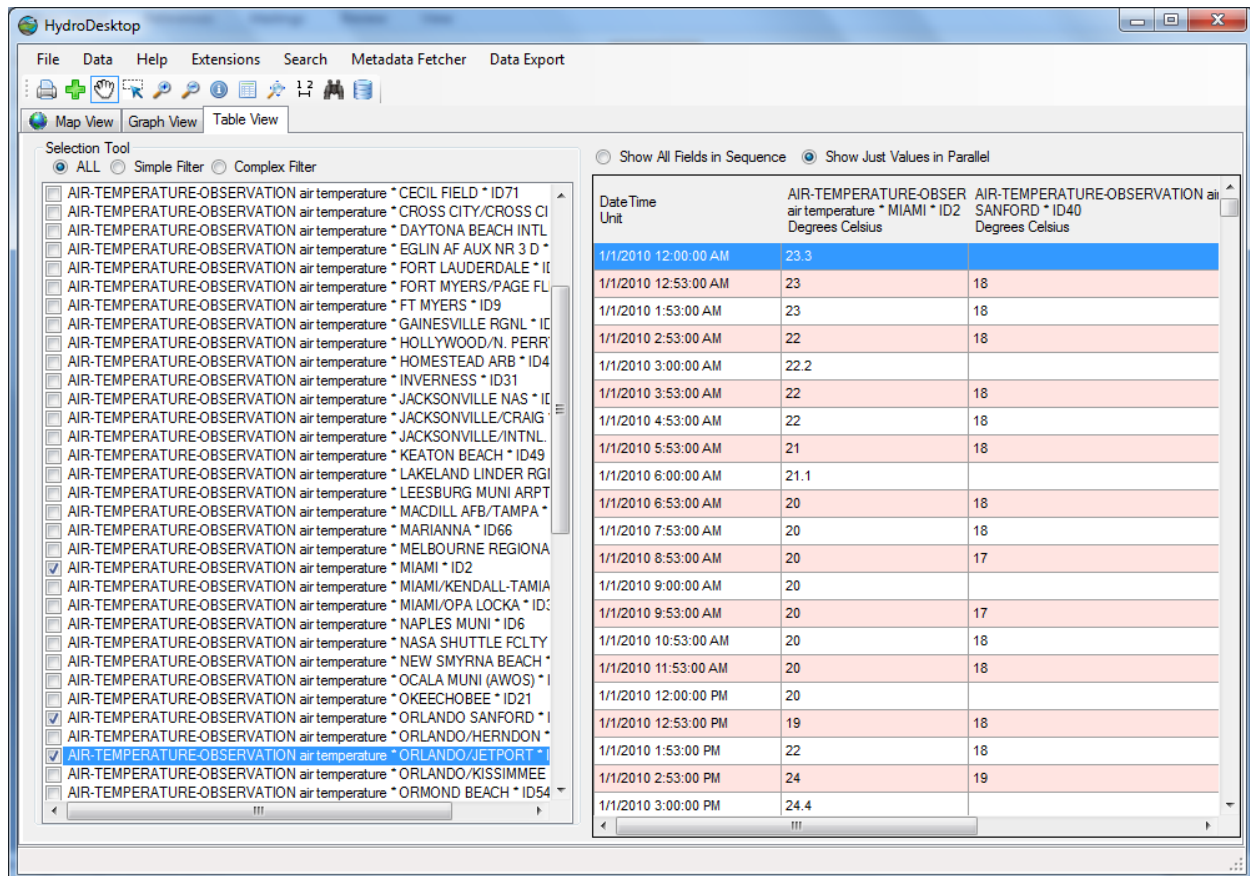 HydroDesktop
File Data Help Extensions Search Metadata Fetcher Data Export
Map View Graph View Table View
Selection Tool
ALL Simple Filter Complex Filter
AIR-TEMPERATURE-OBSERVATION air temperature * CECIL FIELD * ID71
AIR-TEMPERATURE-OBSERVATION air temperature * CROSS CITY/CROSS CI
AIR-TEMPERATURE-OBSERVATION air temperature * DAYTONA BEACH INTL
AIR-TEMPERATURE-OBSERVATION air temperature * EGLIN AF AUX NR 3 D *
AIR-TEMPERATURE-OBSERVATION air temperature * FORT LAUDERDALE * ID
AIR-TEMPERATURE-OBSERVATION air temperature * FORT MYERS/PAGE FL
AIR-TEMPERATURE-OBSERVATION air temperature * FT MYERS * ID9
AIR-TEMPERATURE-OBSERVATION air temperature * GAINESVILLE RGNL * ID
AIR-TEMPERATURE-OBSERVATION air temperature * HOLLYWOOD/N. PERR
AIR-TEMPERATURE-OBSERVATION air temperature * HOMESTEAD ARB * ID4
AIR-TEMPERATURE-OBSERVATION air temperature * INVERNESS * ID31
AIR-TEMPERATURE-OBSERVATION air temperature * JACKSONVILLE NAS * ID
AIR-TEMPERATURE-OBSERVATION air temperature * JACKSONVILLE/CRAIG *
AIR-TEMPERATURE-OBSERVATION air temperature * JACKSONVILLE/INTNL.
AIR-TEMPERATURE-OBSERVATION air temperature * KEATON BEACH * ID49
AIR-TEMPERATURE-OBSERVATION air temperature * LAKELAND LINDER RGI
AIR-TEMPERATURE-OBSERVATION air temperature * LEESBURG MUNI ARPT
AIR-TEMPERATURE-OBSERVATION air temperature * MACDILL AFB/TAMPA *
AIR-TEMPERATURE-OBSERVATION air temperature * MARIANNA * ID66
AIR-TEMPERATURE-OBSERVATION air temperature * MELBOURNE REGIONA
AIR-TEMPERATURE-OBSERVATION air temperature * MIAMI * ID2
AIR-TEMPERATURE-OBSERVATION air temperature * MIAMI/KENDALL-TAMIA
AIR-TEMPERATURE-OBSERVATION air temperature * MIAMI/OPA LOCKA * ID3
AIR-TEMPERATURE-OBSERVATION air temperature * NAPLES MUNI * ID6
AIR-TEMPERATURE-OBSERVATION air temperature * NASA SHUTTLE FCLTY
AIR-TEMPERATURE-OBSERVATION air temperature * NEW SMYRNA BEACH *
AIR-TEMPERATURE-OBSERVATION air temperature * OCALA MUNI (AWOS) * I
AIR-TEMPERATURE-OBSERVATION air temperature * OKEECHOBEE * ID21
AIR-TEMPERATURE-OBSERVATION air temperature * ORLANDO SANFORD * I
AIR-TEMPERATURE-OBSERVATION air temperature * ORLANDO/HERNDON *
AIR-TEMPERATURE-OBSERVATION air temperature * ORLANDO/JETPORT * I
AIR-TEMPERATURE-OBSERVATION air temperature * ORLANDO/KISSIMMEE
AIR-TEMPERATURE-OBSERVATION air temperature * ORMOND BEACH * ID54
Show All Fields in Sequence Show Just Values in Parallel
DateTime
Unit
AIR-TEMPERATURE-OBSER
air temperature * MIAMI * ID2
Degrees Celsius
AIR-TEMPERATURE-OBSERVATION air
SANFORD * ID40
Degrees Celsius
1/1/2010 12:00:00 AM 23.3
1/1/2010 12:53:00 AM 23 18
1/1/2010 1:53:00 AM 23 18
1/1/2010 2:53:00 AM 22 18
1/1/2010 3:00:00 AM 22.2
1/1/2010 3:53:00 AM 22 18
1/1/2010 4:53:00 AM 22 18
1/1/2010 5:53:00 AM 21 18
1/1/2010 6:00:00 AM 21.1
1/1/2010 6:53:00 AM 20 18
1/1/2010 7:53:00 AM 20 18
1/1/2010 8:53:00 AM 20 17
1/1/2010 9:00:00 AM 20
1/1/2010 9:53:00 AM 20 17
1/1/2010 10:53:00 AM 20 18
1/1/2010 11:53:00 AM 20 18
1/1/2010 12:00:00 PM 20
1/1/2010 12:53:00 PM 19 18
1/1/2010 1:53:00 PM 22 18
1/1/2010 2:53:00 PM 24 19
1/1/2010 3:00:00 PM 24.4